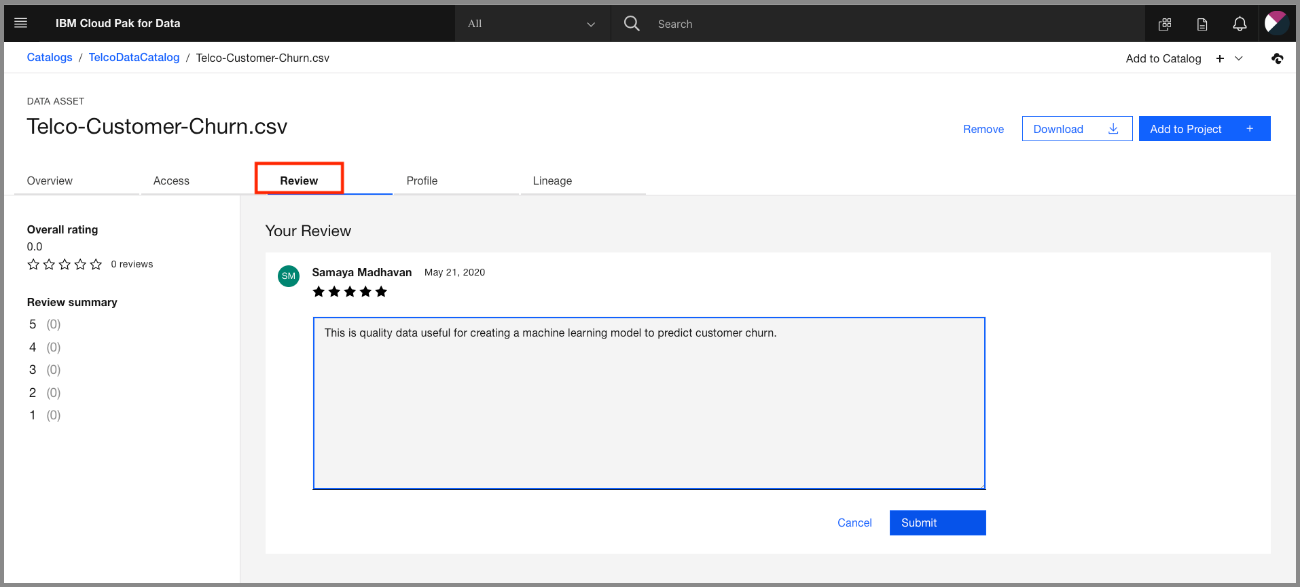 IBM Cloud Pak for Data
All
Search
Catalogs / TelcoDataCatalog / Telco-Customer-Churn.csv
Add to Catalog +
DATA ASSET
Telco-Customer-Churn.csv
Remove
Download
Add to Project +
Overview
Access
Review
Profile
Lineage
Overall rating
0.0
0 reviews
Review summary
5 (0)
4 (0)
3 (0)
2 (0)
1 (0)
Your Review
SM
Samaya Madhavan May 21, 2020
This is quality data useful for creating a machine learning model to predict customer churn.
Cancel
Submit